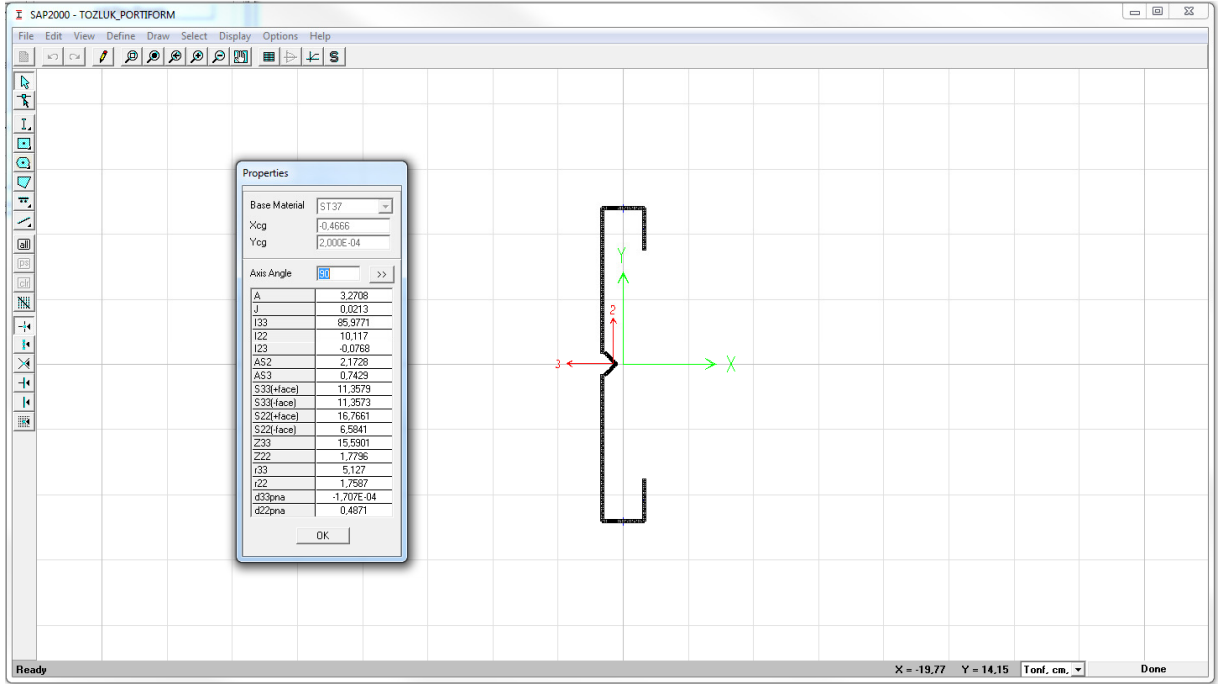 SAP2000 - TOZLUK_PORTIFORM
File Edit View Define Draw Select Display Options Help
Properties
Base Material ST37
Xcg -0,4666
Ycg 2,000E-04
Axis Angle 90 >>
A 3,2708
J 0,0213
I33 85,9771
I22 10,117
I23 -0,0768
AS2 2,1728
AS3 0,7429
S33(+face) 11,3579
S33(-face) 11,3573
S22(+face) 16,7661
S22(-face) 6,5841
Z33 15,5901
Z22 1,7796
r33 5,127
r22 1,7587
d33pna -1,707E-04
d22pna 0,4871
OK
Y
2
3
X
all
ps
clr
Ready X = -19,77 Y = 14,15 Tonf, cm, Done